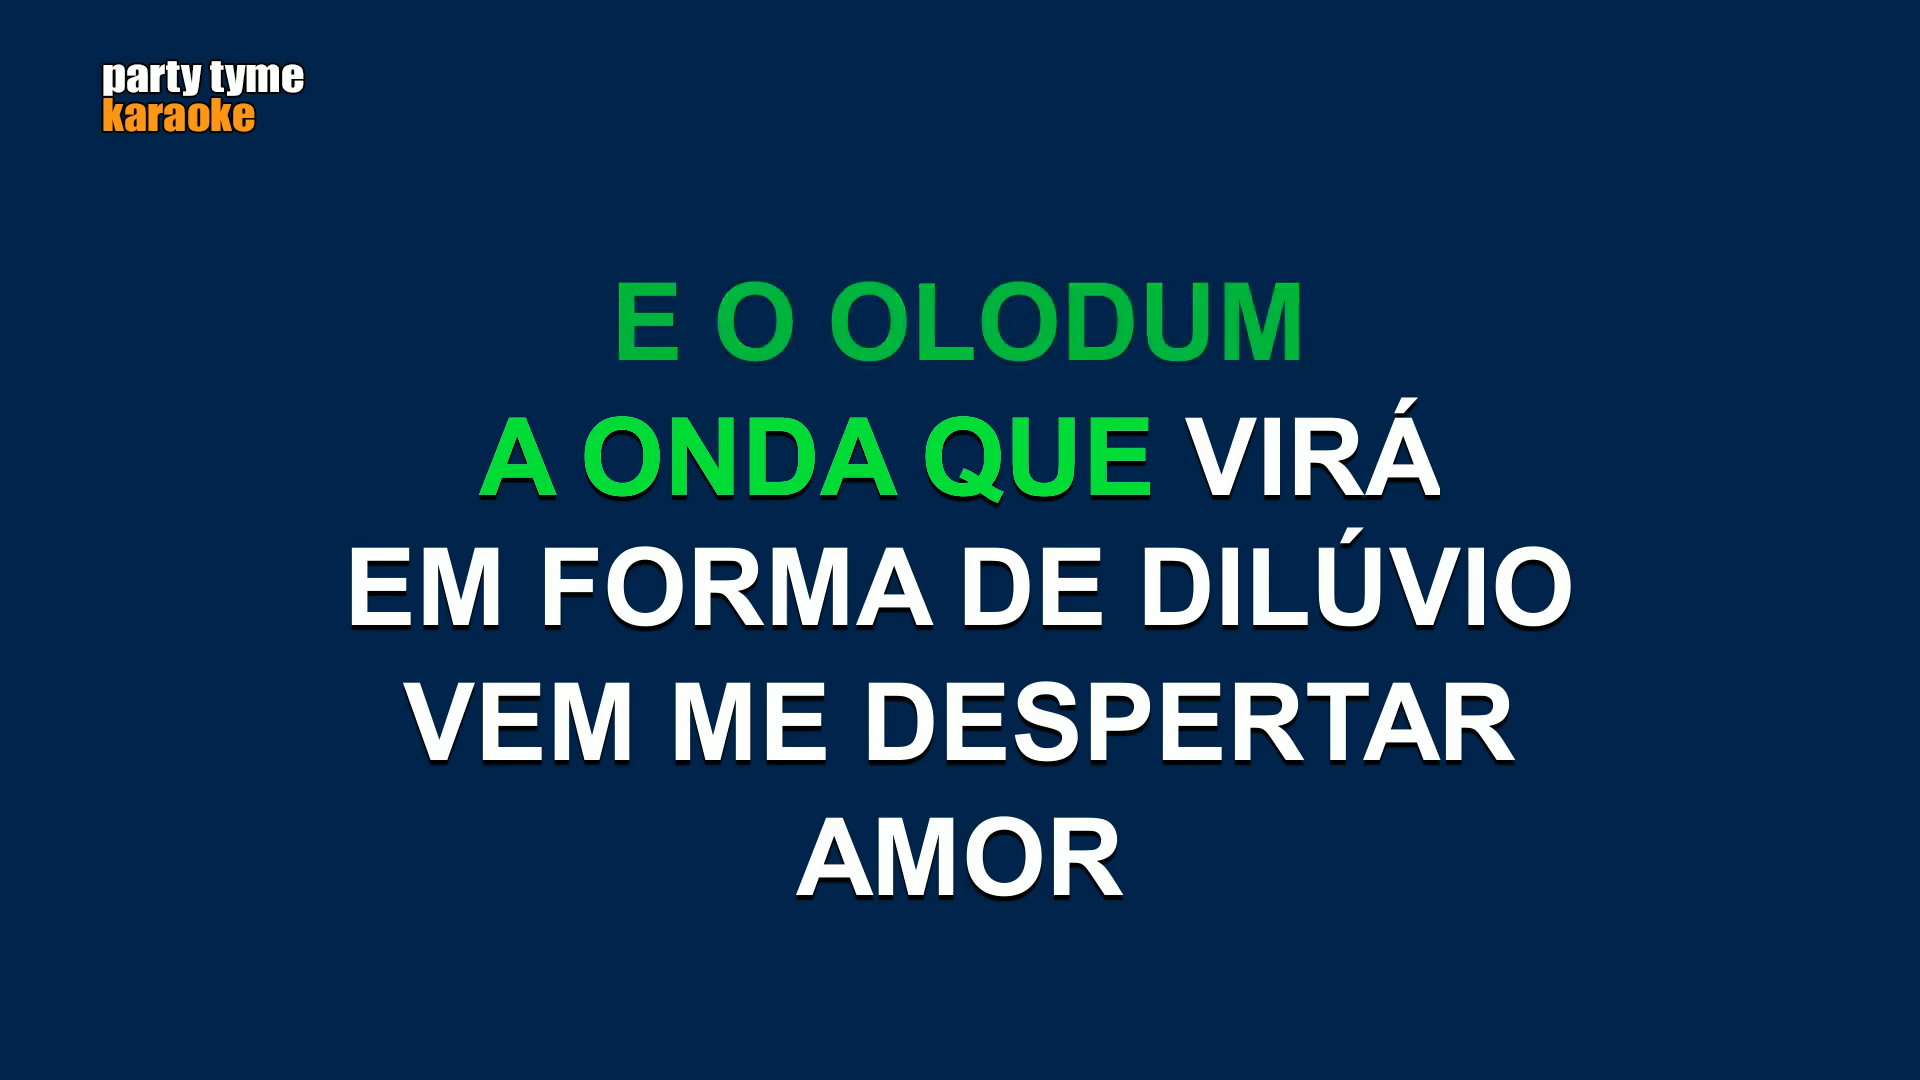 party tyme
karaoke
E O OLODUM
A ONDA QUE VIRÁ
EM FORMA DE DILÚVIO
VEM ME DESPERTAR
AMOR